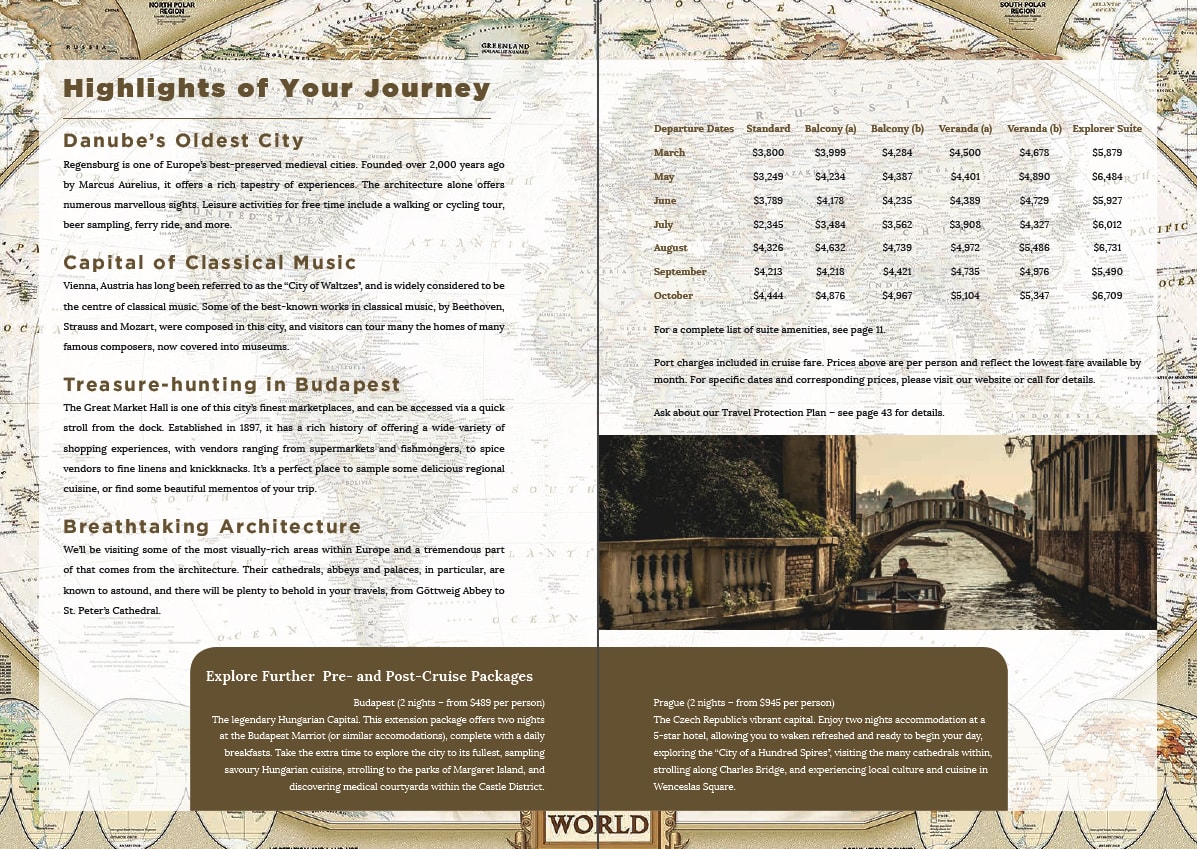 NORTH POLAR
REGION
SOUTH POLAR
REGION
RUSSIA
GREENLAND
Highlights of Your Journey
Danube's Oldest City
Regensburg is one of Europe's best-preserved medieval cities. Founded over 2,000 years ago
by Marcus Aurelius, it offers a rich tapestry of experiences. The architecture alone offers
numerous marvellous sights. Leisure activities for free time include a walking or cycling tour,
beer sampling, ferry ride, and more.
Capital of Classical Music
Vienna, Austria has long been referred to as the "City of Waltzes", and is widely considered to be
the centre of classical music. Some of the best-known works in classical music, by Beethoven,
Strauss and Mozart, were composed in this city, and visitors can tour many the homes of many
famous composers, now covered into museums.
Treasure-hunting in Budapest
The Great Market Hall is one of this city's finest marketplaces, and can be accessed via a quick
stroll from the dock. Established in 1897, it has a rich history of offering a wide variety of
shopping experiences, with vendors ranging from supermarkets and fishmongers, to spice
vendors to fine linens and knickknacks. It's a perfect place to sample some delicious regional
cuisine, or find some beautiful mementos of your trip.
Breathtaking Architecture
We'll be visiting some of the most visually-rich areas within Europe and a tremendous part
of that comes from the architecture. Their cathedrals, abbeys and palaces, in particular, are
known to astound, and there will be plenty to behold in your travels, from Göttweig Abbey to
St. Peter's Cathedral.
Departure Dates Standard Balcony (a) Balcony (b) Veranda (a) Veranda (b) Explorer Suite
March $3,800 $3,999 $4,284 $4,500 $4,678 $5,879
May $3,249 $4,234 $4,387 $4,401 $4,890 $6,484
June $3,789 $4,178 $4,235 $4,389 $4,729 $5,927
July $2,345 $3,484 $3,562 $3,908 $4,327 $6,012
August $4,326 $4,632 $4,739 $4,972 $5,486 $6,731
September $4,213 $4,218 $4,421 $4,735 $4,976 $5,490
October $4,444 $4,876 $4,967 $5,104 $5,347 $6,709
For a complete list of suite amenities, see page 11.
Port charges included in cruise fare. Prices above are per person and reflect the lowest fare available by
month. For specific dates and corresponding prices, please visit our website or call for details.
Ask about our Travel Protection Plan – see page 43 for details.
Explore Further Pre- and Post-Cruise Packages
Budapest (2 nights – from $489 per person)
The legendary Hungarian Capital. This extension package offers two nights
at the Budapest Marriot (or similar accomodations), complete with a daily
breakfasts. Take the extra time to explore the city to its fullest, sampling
savoury Hungarian cuisine, strolling to the parks of Margaret Island, and
discovering medical courtyards within the Castle District.
Prague (2 nights – from $945 per person)
The Czech Republic's vibrant capital. Enjoy two nights accommodation at a
5-star hotel, allowing you to waken refreshed and ready to begin your day,
exploring the "City of a Hundred Spires", visiting the many cathedrals within,
strolling along Charles Bridge, and experiencing local culture and cuisine in
Wenceslas Square.
WORLD